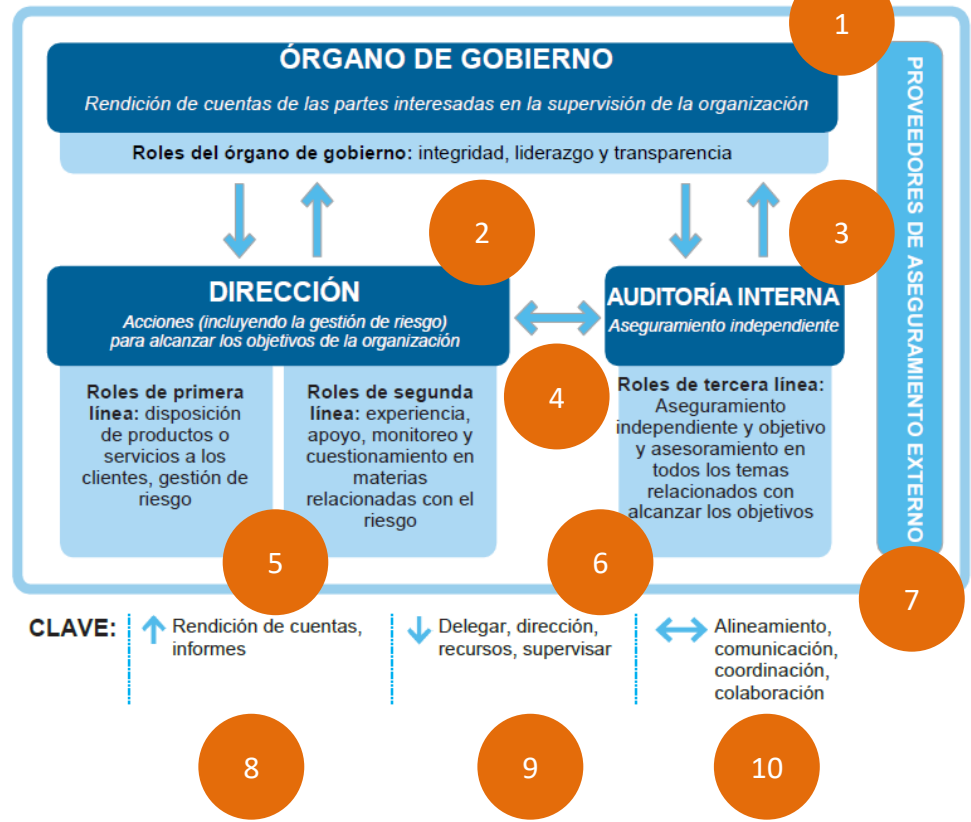 1
ÓRGANO DE GOBIERNO
Rendición de cuentas de las partes interesadas en la supervisión de la organización
Roles del órgano de gobierno: integridad, liderazgo y transparencia
2
3
DIRECCIÓN
Acciones (incluyendo la gestión de riesgo)
para alcanzar los objetivos de la organización
AUDITORÍA INTERNA
Aseguramiento independiente
4
Roles de primera
línea: disposición
de productos o
servicios a los
clientes, gestión de
riesgo
Roles de segunda
línea: experiencia,
apoyo, monitoreo y
cuestionamiento en
materias
relacionadas con el
riesgo
Roles de tercera línea:
Aseguramiento
independiente y objetivo
y asesoramiento en
todos los temas
relacionados con
alcanzar los objetivos
PROVEEDORES DE ASEGURAMIENTO EXTERNO
5
6
7
CLAVE:
Rendición de cuentas,
informes
Delegar, dirección,
recursos, supervisar
Alineamiento,
comunicación,
coordinación,
colaboración
8
9
10